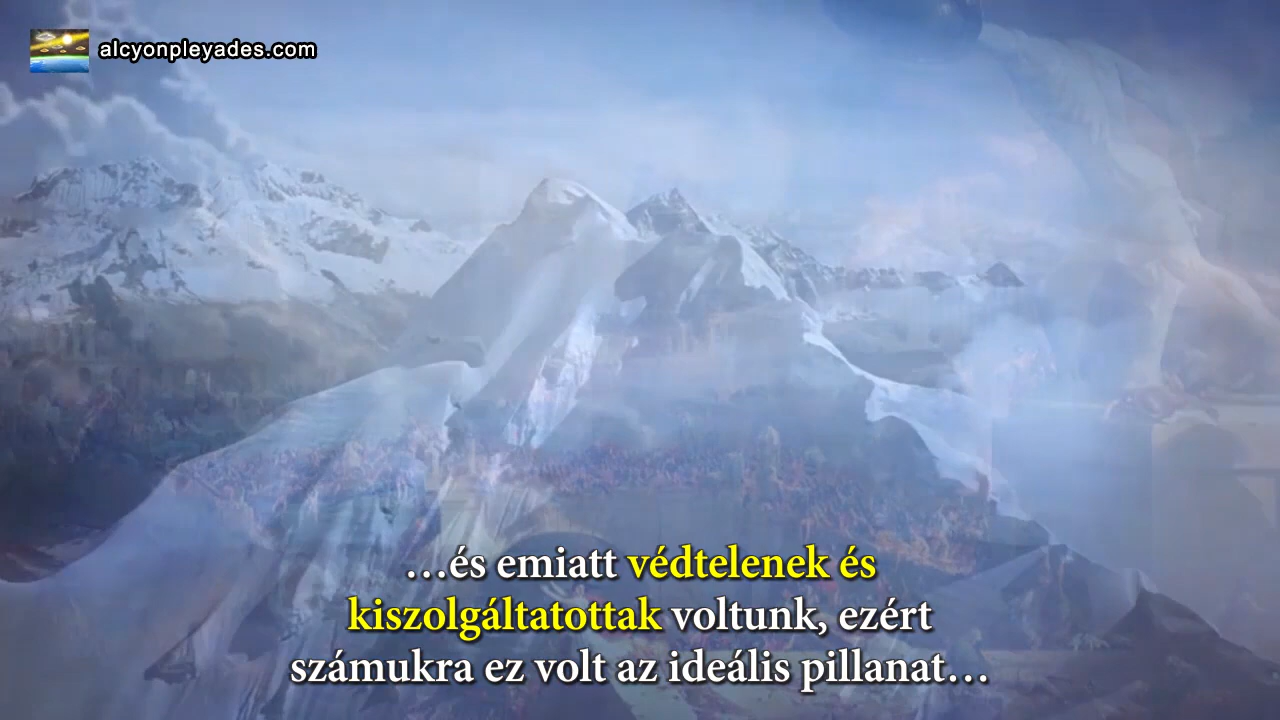 alcyonpleyades.com
…és emiatt védtelenek és
kiszolgáltatottak voltunk, ezért
számukra ez volt az ideális pillanat…